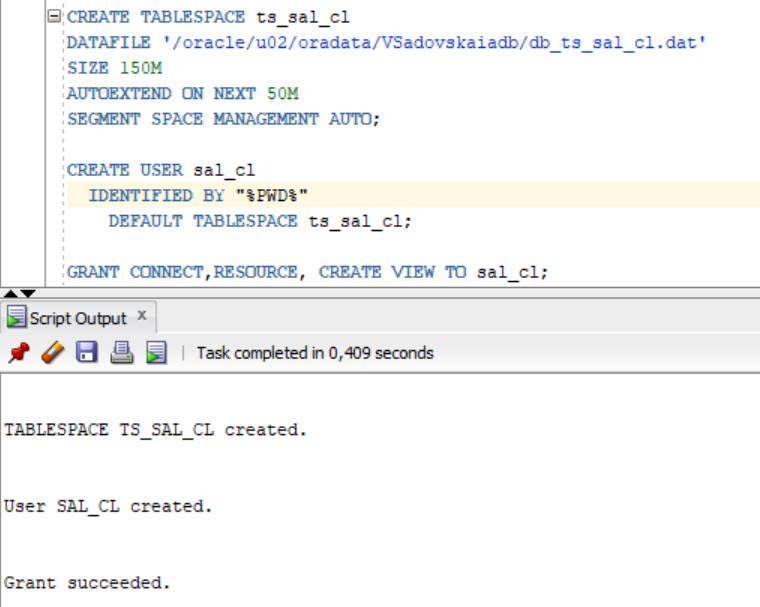 CREATE TABLESPACE ts_sal_cl
DATAFILE '/oracle/u02/oradata/VSadovskaiadb/db_ts_sal_cl.dat'
SIZE 150M
AUTOEXTEND ON NEXT 50M
SEGMENT SPACE MANAGEMENT AUTO;
CREATE USER sal_cl
IDENTIFIED BY "%PWD%"
DEFAULT TABLESPACE ts_sal_cl;
GRANT CONNECT,RESOURCE, CREATE VIEW TO sal_cl;
Script Output x
Task completed in 0,409 seconds
TABLESPACE TS_SAL_CL created.
User SAL_CL created.
Grant succeeded.